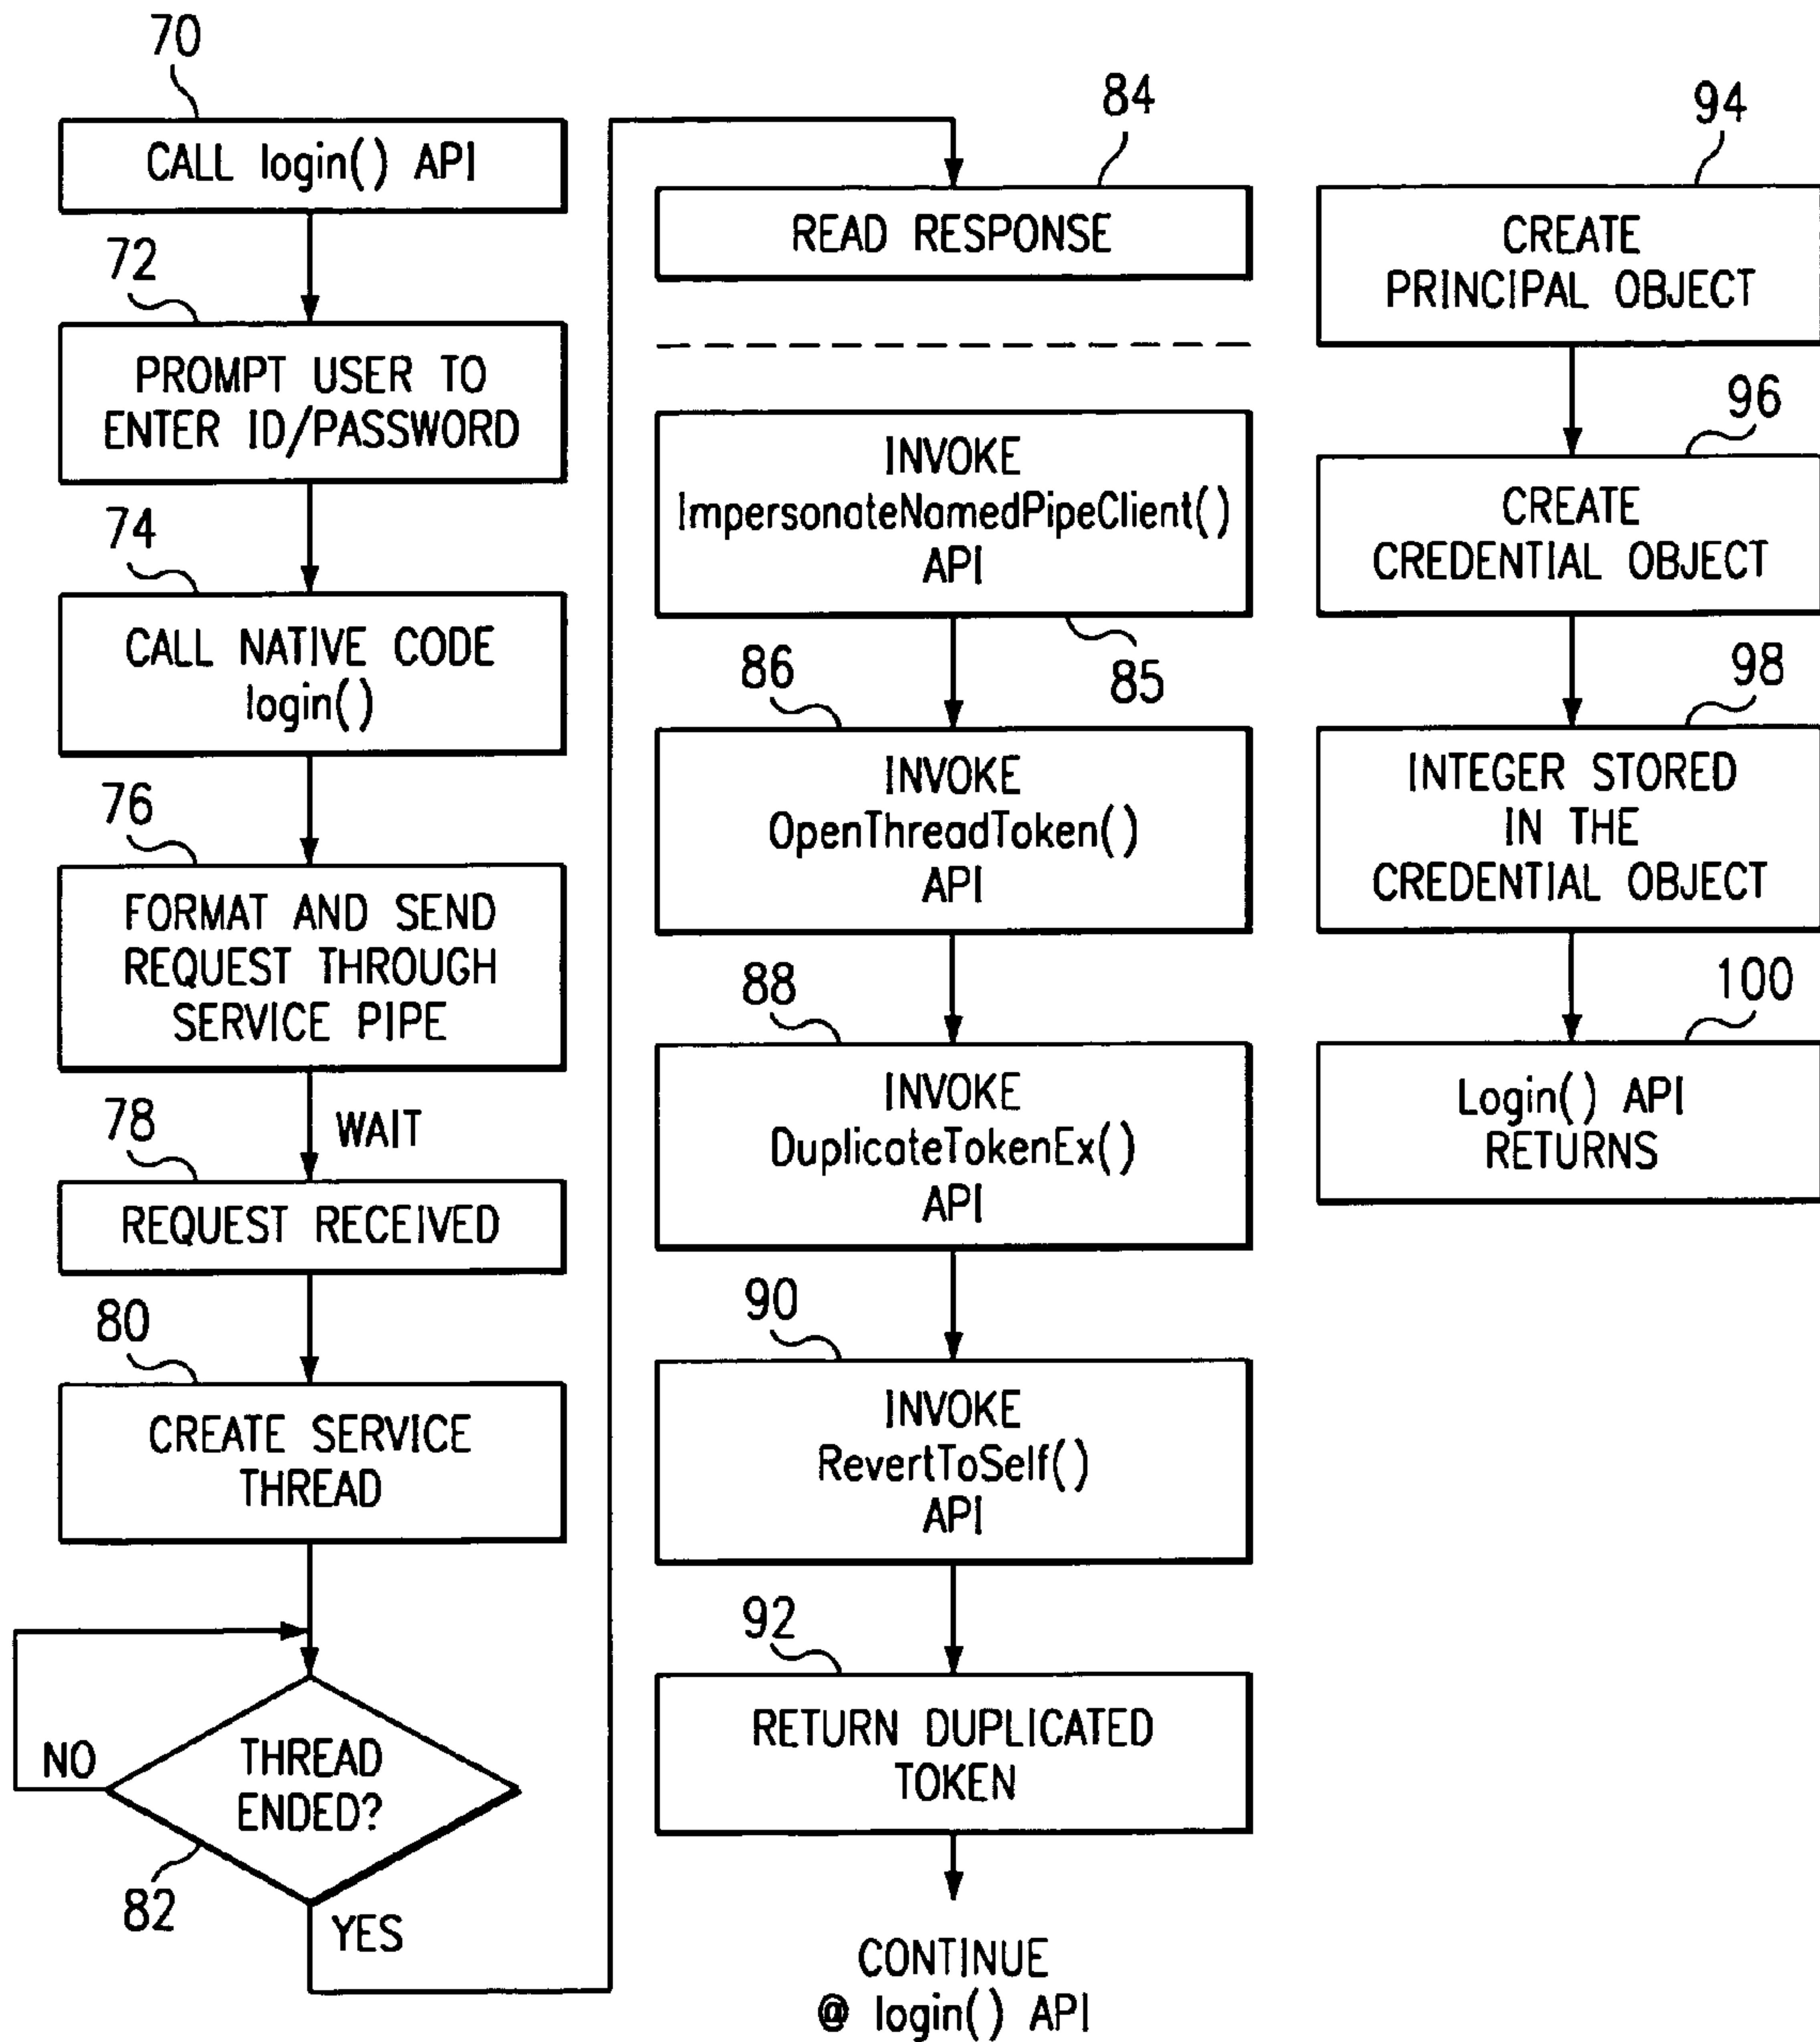 70
CALL login() API
72
PROMPT USER TO
ENTER ID/PASSWORD
74
CALL NATIVE CODE
login()
76
FORMAT AND SEND
REQUEST THROUGH
SERVICE PIPE
78
WAIT
REQUEST RECEIVED
80
CREATE SERVICE
THREAD
NO
THREAD
ENDED?
82
YES
84
READ RESPONSE
INVOKE
ImpersonateNamedPipeClient()
API
85
86
INVOKE
OpenThreadToken()
API
88
INVOKE
DuplicateTokenEx()
API
90
INVOKE
RevertToSelf()
API
92
RETURN DUPLICATED
TOKEN
CONTINUE
@ login() API
94
CREATE
PRINCIPAL OBJECT
96
CREATE
CREDENTIAL OBJECT
98
INTEGER STORED
IN THE
CREDENTIAL OBJECT
100
Login() API
RETURNS